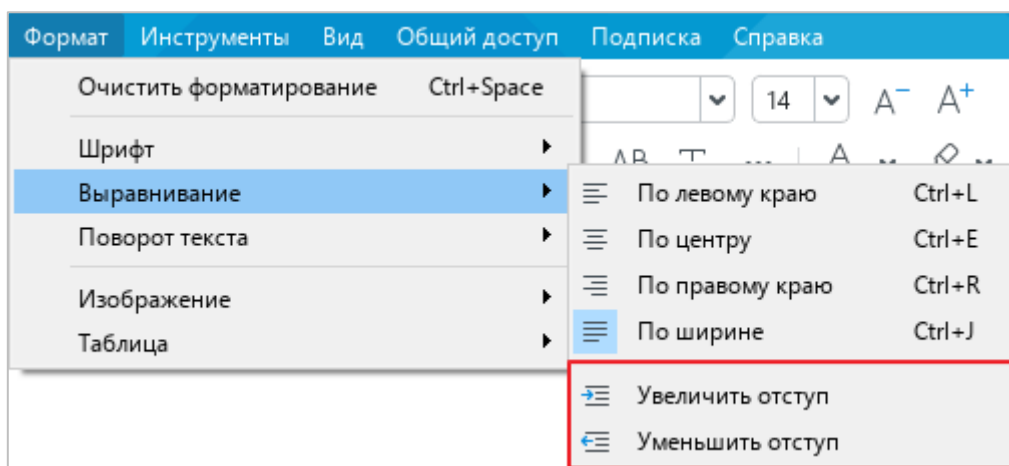 Формат Инструменты Вид Общий доступ Подписка Справка
Очистить форматирование Ctrl+Space
14 A⁻ A⁺
Шрифт
Выравнивание
Поворот текста
Изображение
Таблица
По левому краю Ctrl+L
По центру Ctrl+E
По правому краю Ctrl+R
По ширине Ctrl+J
Увеличить отступ
Уменьшить отступ